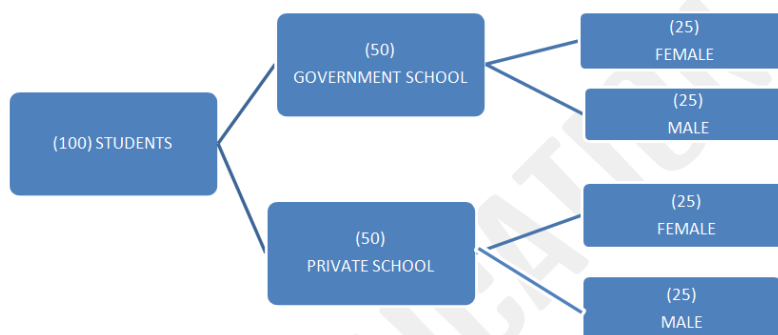 (100) STUDENTS
(50)
GOVERNMENT SCHOOL
(25)
FEMALE
(25)
MALE
(50)
PRIVATE SCHOOL
(25)
FEMALE
(25)
MALE